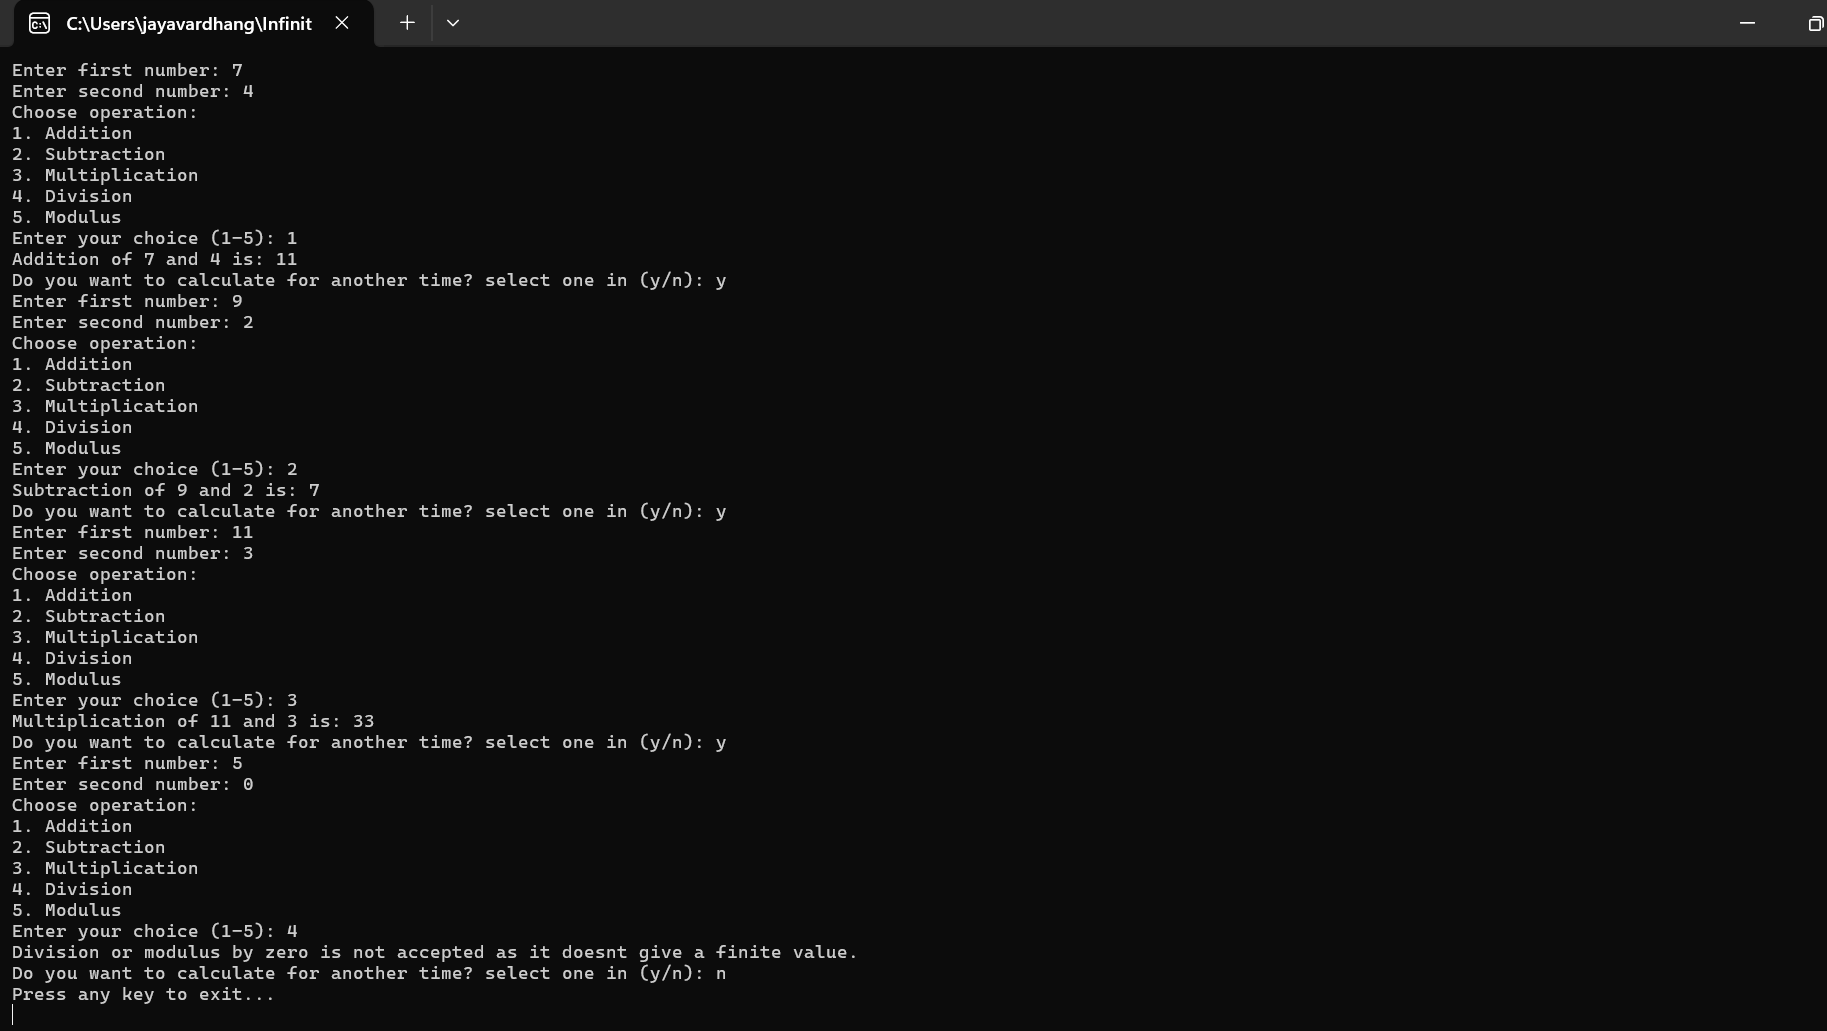 C:\Users\jayavardhang\Infinit
Enter first number: 7
Enter second number: 4
Choose operation:
1. Addition
2. Subtraction
3. Multiplication
4. Division
5. Modulus
Enter your choice (1-5): 1
Addition of 7 and 4 is: 11
Do you want to calculate for another time? select one in (y/n): y
Enter first number: 9
Enter second number: 2
Choose operation:
1. Addition
2. Subtraction
3. Multiplication
4. Division
5. Modulus
Enter your choice (1-5): 2
Subtraction of 9 and 2 is: 7
Do you want to calculate for another time? select one in (y/n): y
Enter first number: 11
Enter second number: 3
Choose operation:
1. Addition
2. Subtraction
3. Multiplication
4. Division
5. Modulus
Enter your choice (1-5): 3
Multiplication of 11 and 3 is: 33
Do you want to calculate for another time? select one in (y/n): y
Enter first number: 5
Enter second number: 0
Choose operation:
1. Addition
2. Subtraction
3. Multiplication
4. Division
5. Modulus
Enter your choice (1-5): 4
Division or modulus by zero is not accepted as it doesnt give a finite value.
Do you want to calculate for another time? select one in (y/n): n
Press any key to exit...